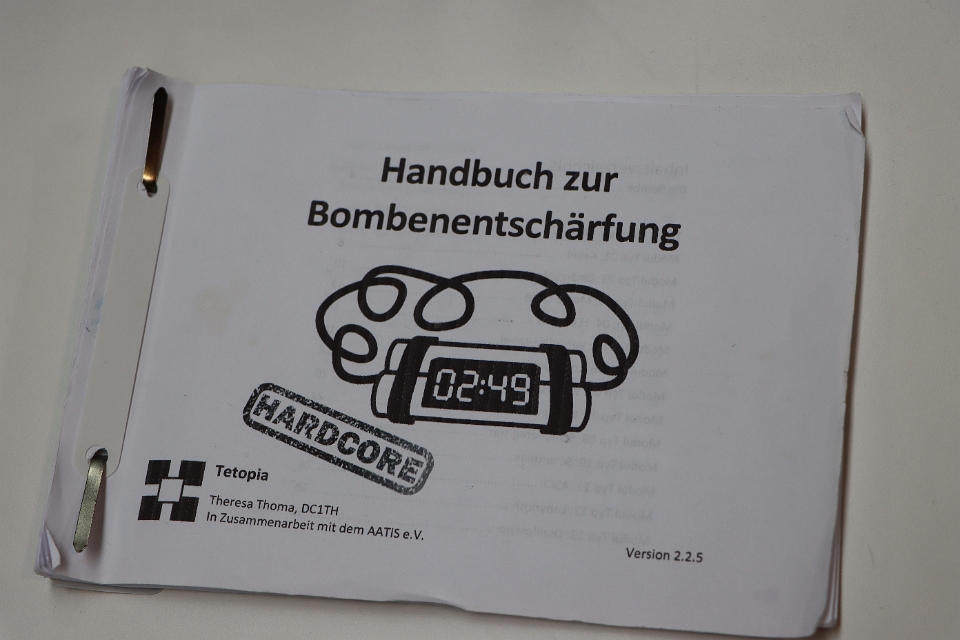 Handbuch zur
Bombenentschärfung
02:49
HARDCORE
Tetopia
Theresa Thoma, DC1TH
In Zusammenarbeit mit dem AATiS e.V.
Version 2.2.5